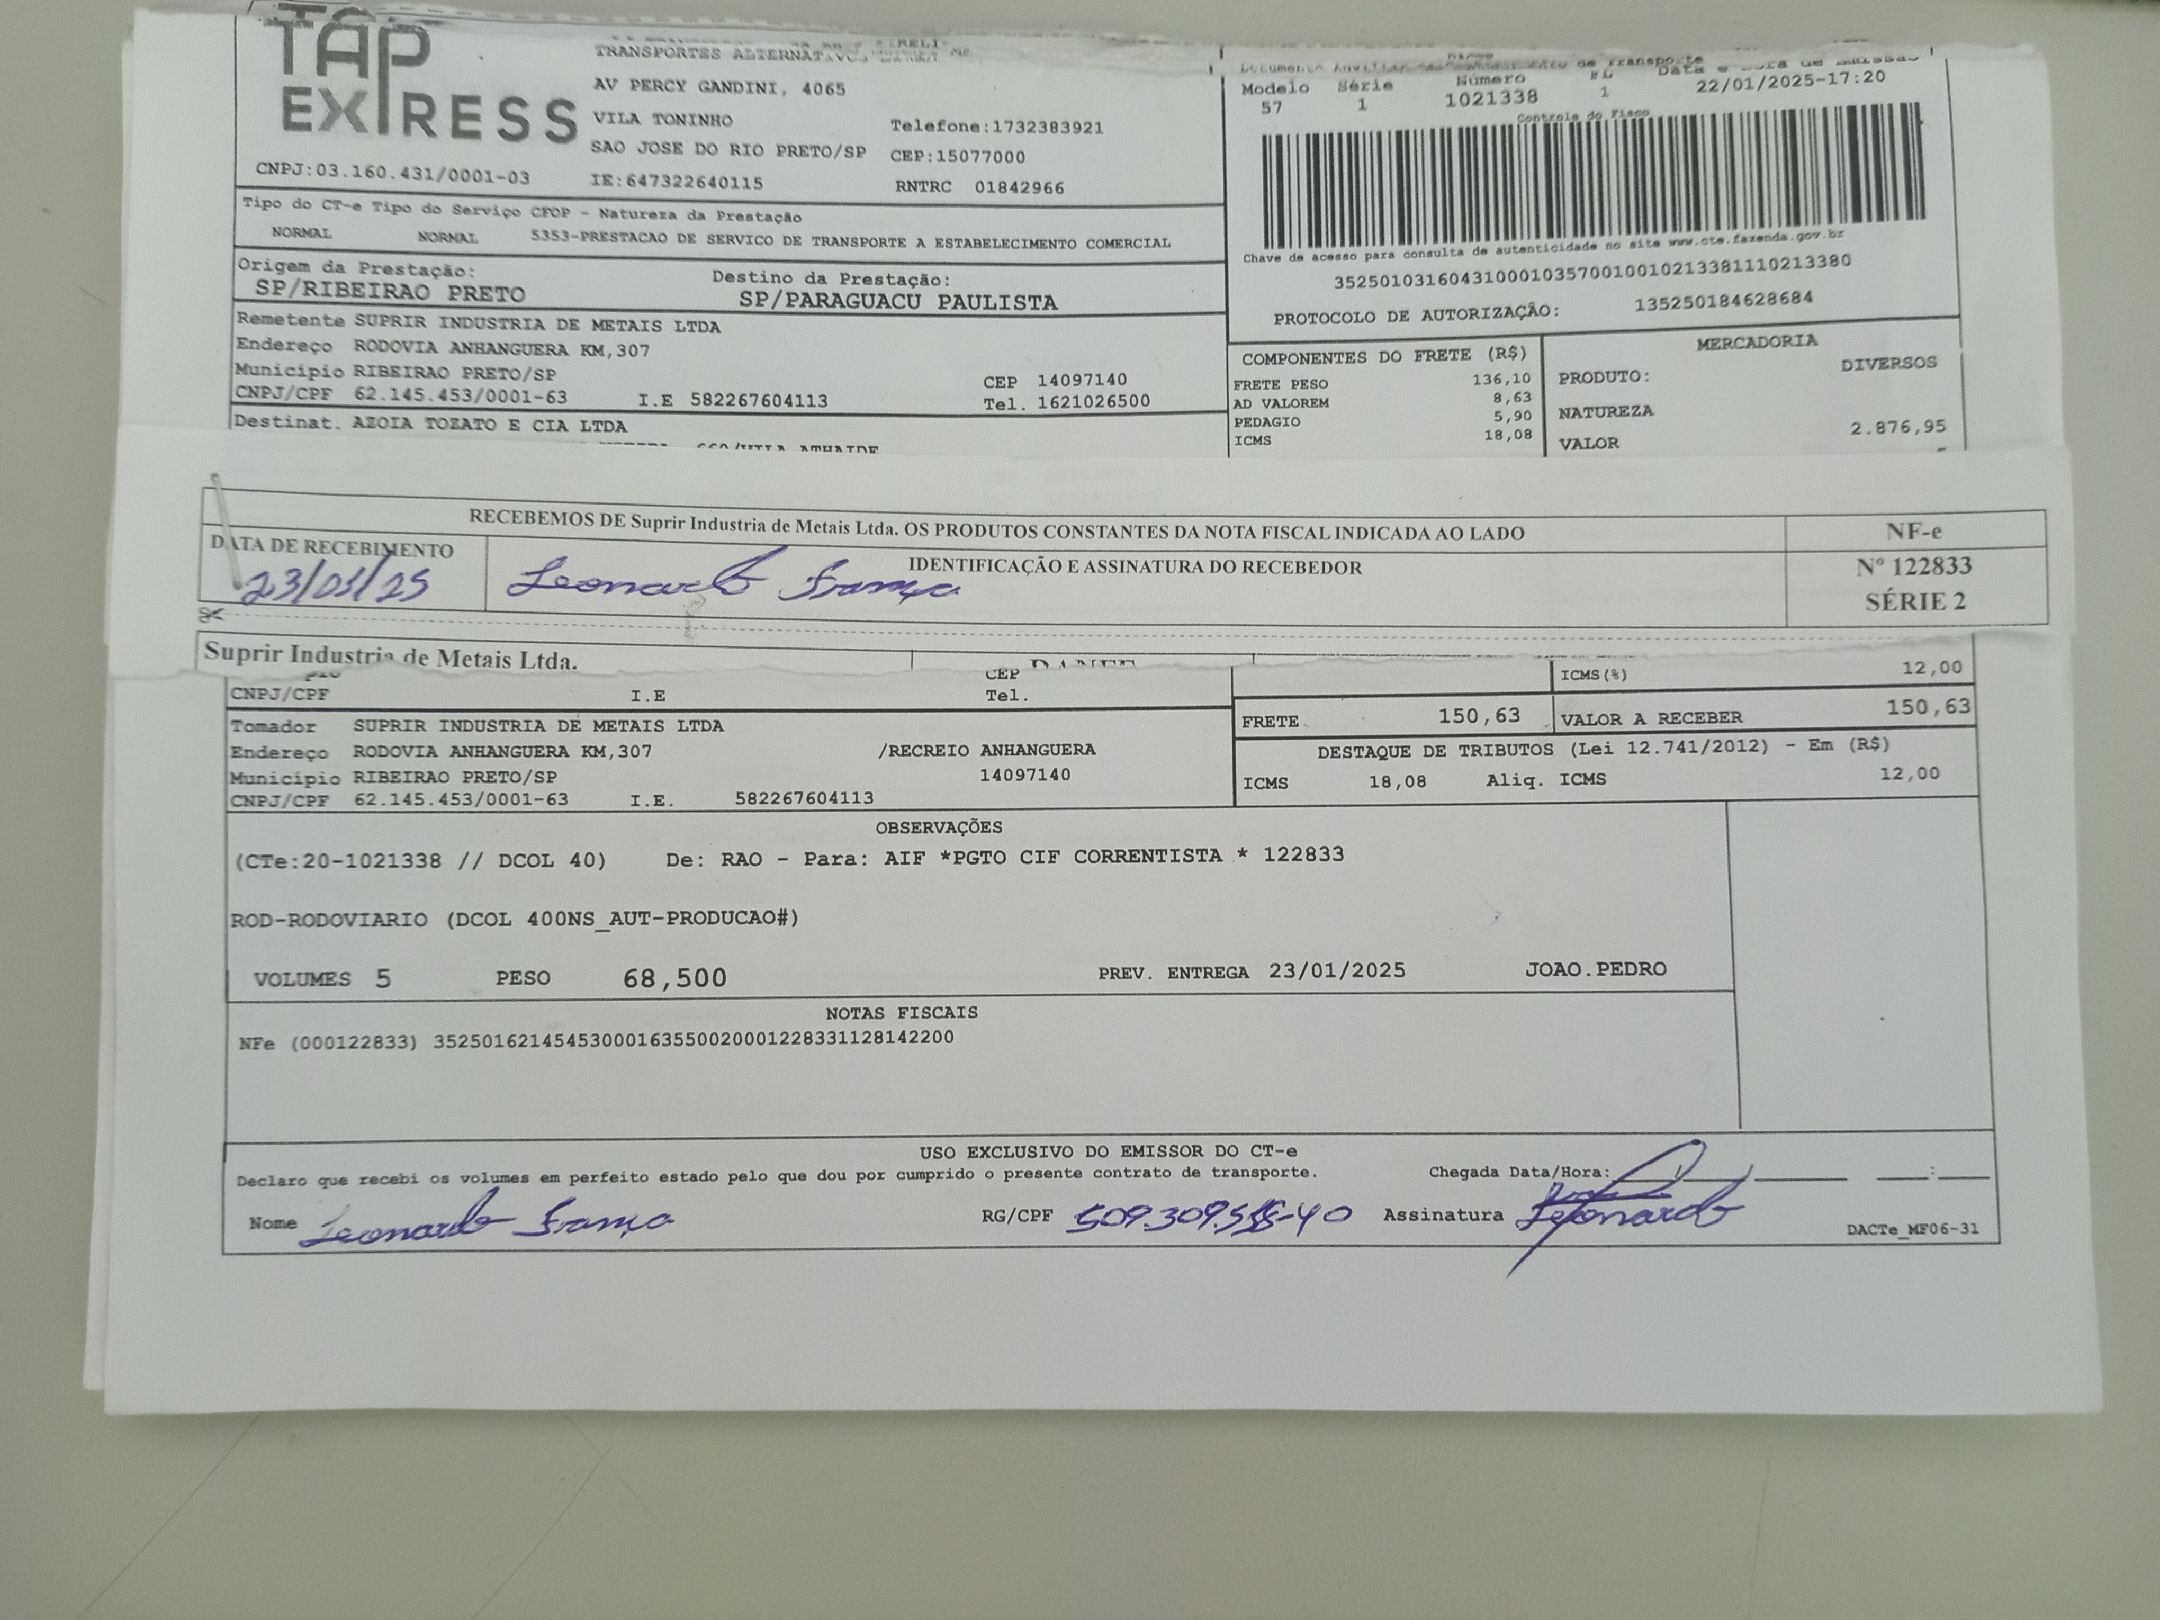 TAP
EXPRESS
TRANSPORTES ALTERNATIVOS
AV PERCY GANDINI, 4065
VILA TONINHO Telefone:1732383921
SAO JOSE DO RIO PRETO/SP CEP:15077000
CNPJ:03.160.431/0001-03 IE:647322640115 RNTRC 01842966
Modelo Série Número FL Data e Hora de Emissão
57 1 1021338 1 22/01/2025-17:20
Controle do Fisco
Chave de acesso para consulta de autenticidade no site www.cte.fazenda.gov.br
35250103160431000103570010010213381110213380
PROTOCOLO DE AUTORIZAÇÃO: 135250184628684
Tipo do CT-e Tipo do Serviço CFOP - Natureza da Prestação
NORMAL NORMAL 5353-PRESTACAO DE SERVICO DE TRANSPORTE A ESTABELECIMENTO COMERCIAL
Origem da Prestação: Destino da Prestação:
SP/RIBEIRAO PRETO SP/PARAGUACU PAULISTA
Remetente SUPRIR INDUSTRIA DE METAIS LTDA
Endereço RODOVIA ANHANGUERA KM,307
Município RIBEIRAO PRETO/SP CEP 14097140
CNPJ/CPF 62.145.453/0001-63 I.E 582267604113 Tel. 1621026500
Destinat. AZOIA TOZATO E CIA LTDA
COMPONENTES DO FRETE (R$)
FRETE PESO 136,10
AD VALOREM 8,63
PEDAGIO 5,90
ICMS 18,08
MERCADORIA
PRODUTO: DIVERSOS
NATUREZA
VALOR 2.876,95
RECEBEMOS DE Suprir Industria de Metais Ltda. OS PRODUTOS CONSTANTES DA NOTA FISCAL INDICADA AO LADO
DATA DE RECEBIMENTO IDENTIFICAÇÃO E ASSINATURA DO RECEBEDOR
23/01/25 Leonardo França
NF-e
Nº 122833
SÉRIE 2
Suprir Industria de Metais Ltda.
CEP
CNPJ/CPF I.E Tel.
ICMS(%) 12,00
FRETE 150,63 VALOR A RECEBER 150,63
Tomador SUPRIR INDUSTRIA DE METAIS LTDA
Endereço RODOVIA ANHANGUERA KM,307 /RECREIO ANHANGUERA
Município RIBEIRAO PRETO/SP 14097140
CNPJ/CPF 62.145.453/0001-63 I.E. 582267604113
DESTAQUE DE TRIBUTOS (Lei 12.741/2012) - Em (R$)
ICMS 18,08 Aliq. ICMS 12,00
OBSERVAÇÕES
(CTe:20-1021338 // DCOL 40) De: RAO - Para: AIF *PGTO CIF CORRENTISTA * 122833
ROD-RODOVIARIO (DCOL 400NS_AUT-PRODUCAO#)
VOLUMES 5 PESO 68,500 PREV. ENTREGA 23/01/2025 JOAO.PEDRO
NOTAS FISCAIS
NFe (000122833) 35250162145453000163550020001228331128142200
USO EXCLUSIVO DO EMISSOR DO CT-e
Declaro que recebi os volumes em perfeito estado pelo que dou por cumprido o presente contrato de transporte. Chegada Data/Hora:
Nome Leonardo França RG/CPF Assinatura Leonardo
DACTe_MF06-31